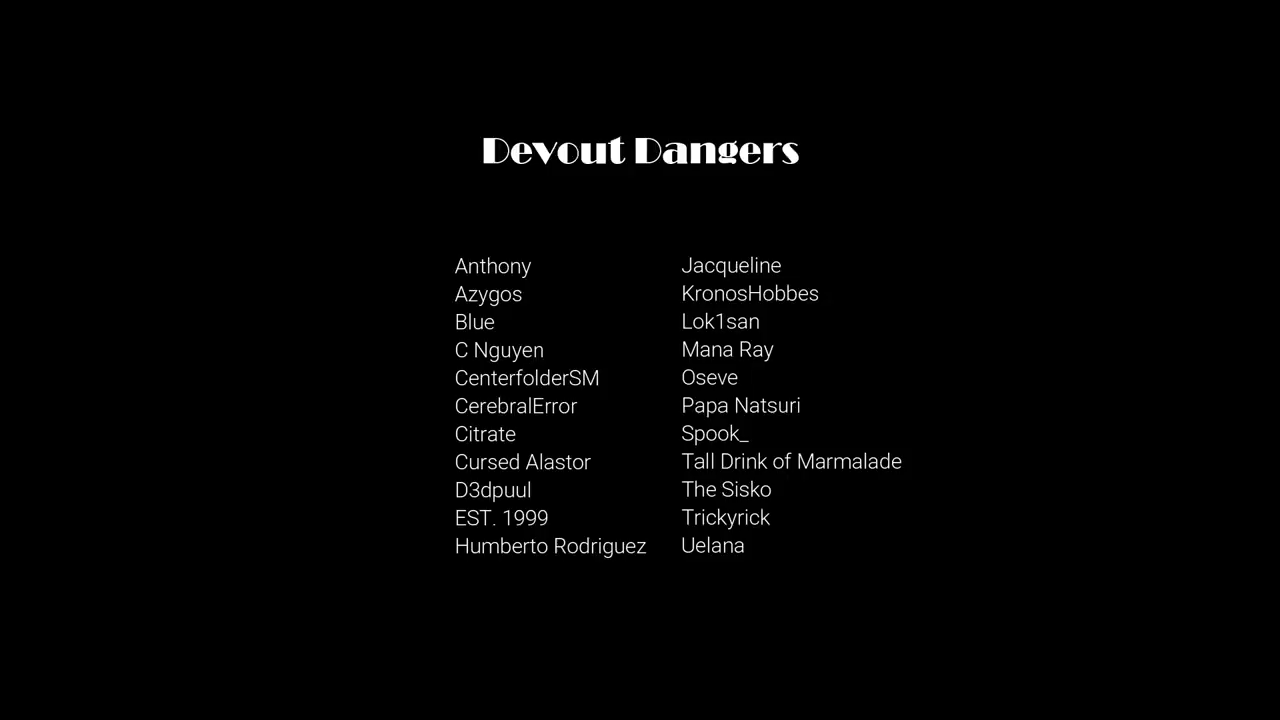 Devout Dangers
Anthony
Azygos
Blue
C Nguyen
CenterfolderSM
CerebralError
Citrate
Cursed Alastor
D3dpuul
EST. 1999
Humberto Rodriguez
Jacqueline
KronosHobbes
Lok1san
Mana Ray
Oseve
Papa Natsuri
Spook_
Tall Drink of Marmalade
The Sisko
Trickyrick
Uelana